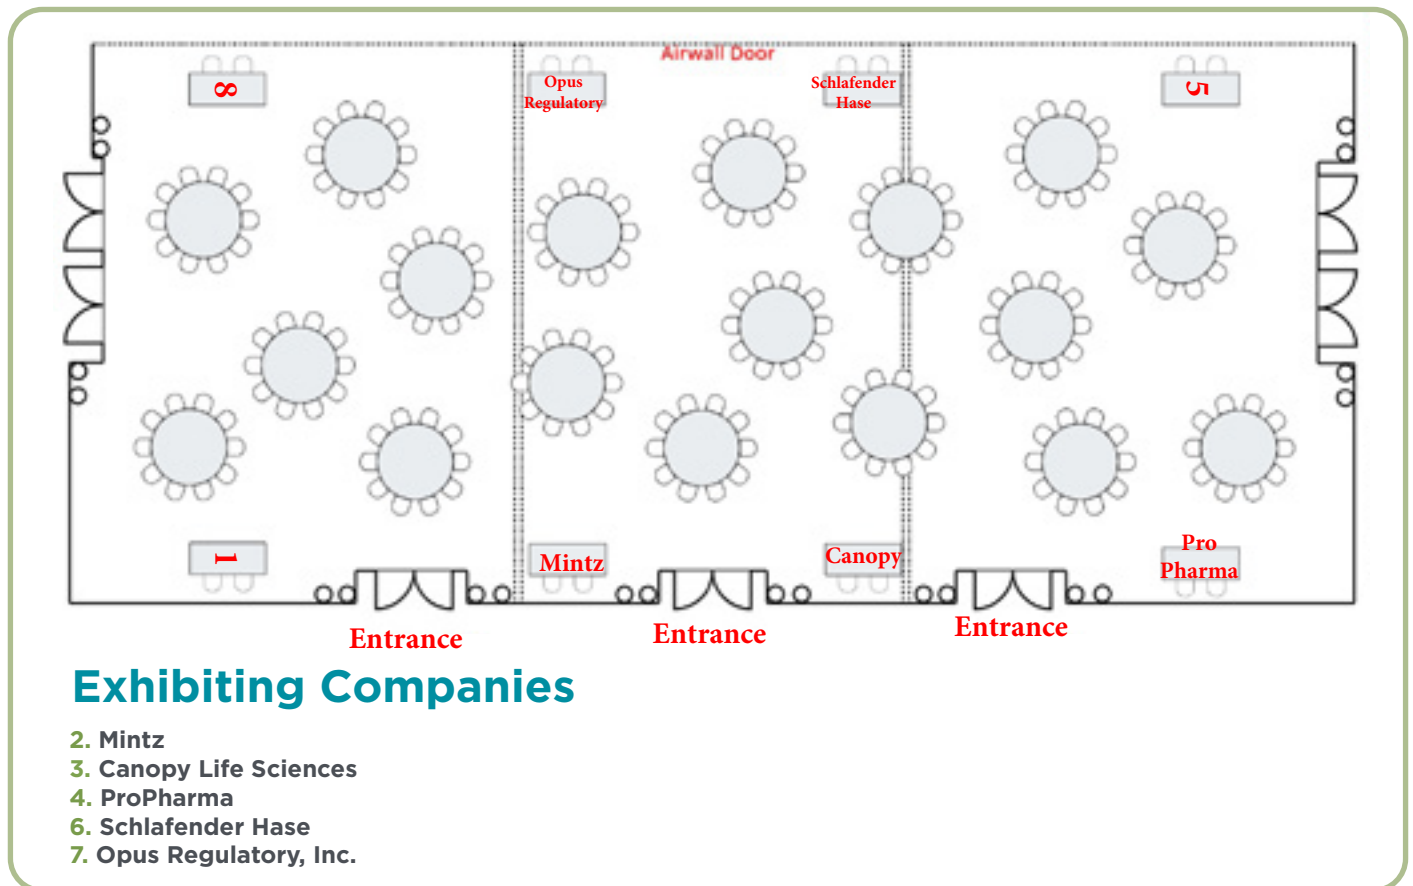 Airwall Door
8
Opus
Regulatory
Schlafender
Hase
5
1
Mintz
Canopy
Pro
Pharma
Entrance
Entrance
Entrance
Exhibiting Companies
2. Mintz
3. Canopy Life Sciences
4. ProPharma
6. Schlafender Hase
7. Opus Regulatory, Inc.